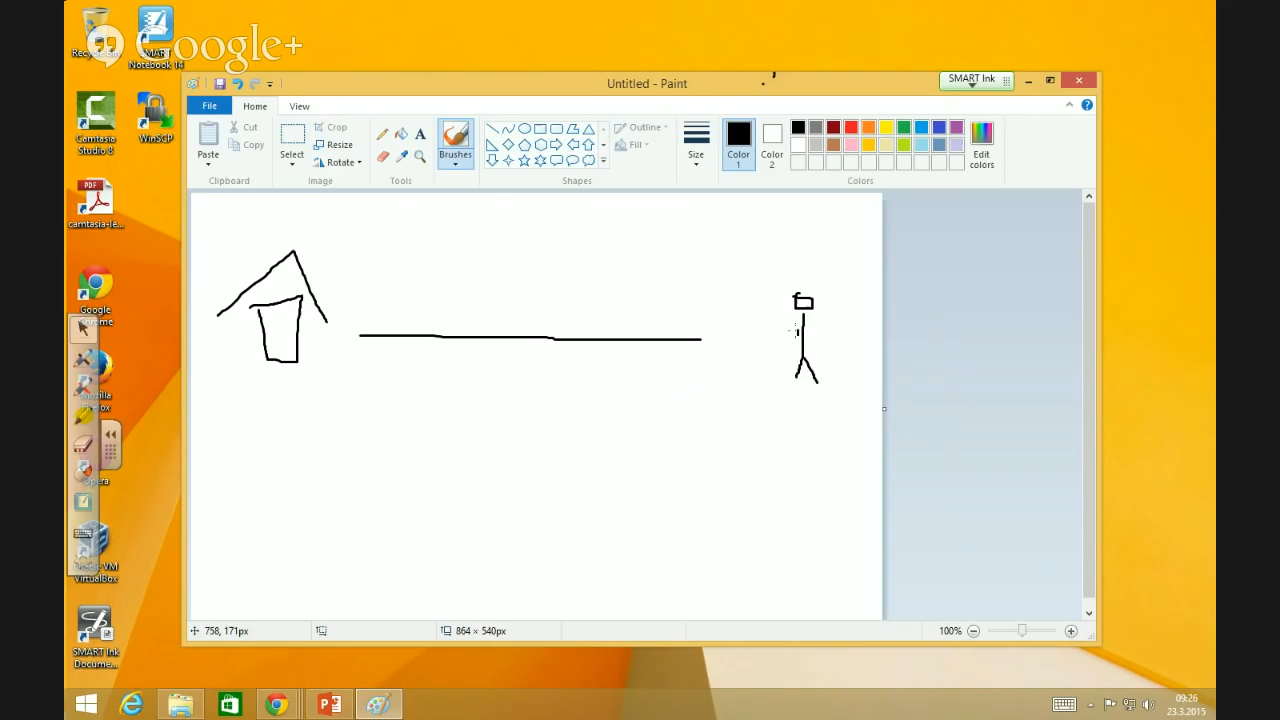 Google+
Recycle Bin
SMART
Notebook 14
Camtasia
Studio 8
WinSCP
PDF
camtasia-le...
Google
Chrome
Mozilla
Firefox
Opera
Oracle VM
VirtualBox
SMART Ink
Docume...
Untitled - Paint
SMART Ink
File
Home
View
Paste
Cut
Copy
Clipboard
Select
Crop
Resize
Rotate
Image
A
Tools
Brushes
Outline
Fill
Shapes
Size
Color
1
Color
2
Edit
colors
Colors
758, 171px
864 × 540px
100%
09:26
23.3.2015